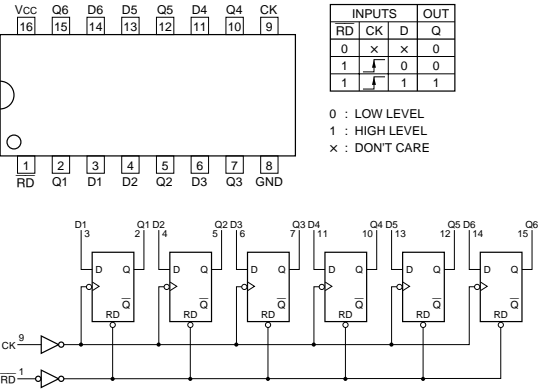 Vcc Q6 D6 D5 Q5 D4 Q4 CK
16 15 14 13 12 11 10 9
1 2 3 4 5 6 7 8
RD Q1 D1 D2 Q2 D3 Q3 GND
INPUTS OUT
RD CK D Q
0 × × 0
1 0 0
1 1 1
0 : LOW LEVEL
1 : HIGH LEVEL
× : DON'T CARE
D1 Q1 D2 Q2 D3 Q3 D4 Q4 D5 Q5 D6 Q6
3 2 4 5 6 7 11 10 13 12 14 15
D Q D Q D Q D Q D Q D Q
Q Q Q Q Q Q
RD RD RD RD RD RD
CK 9
RD 1